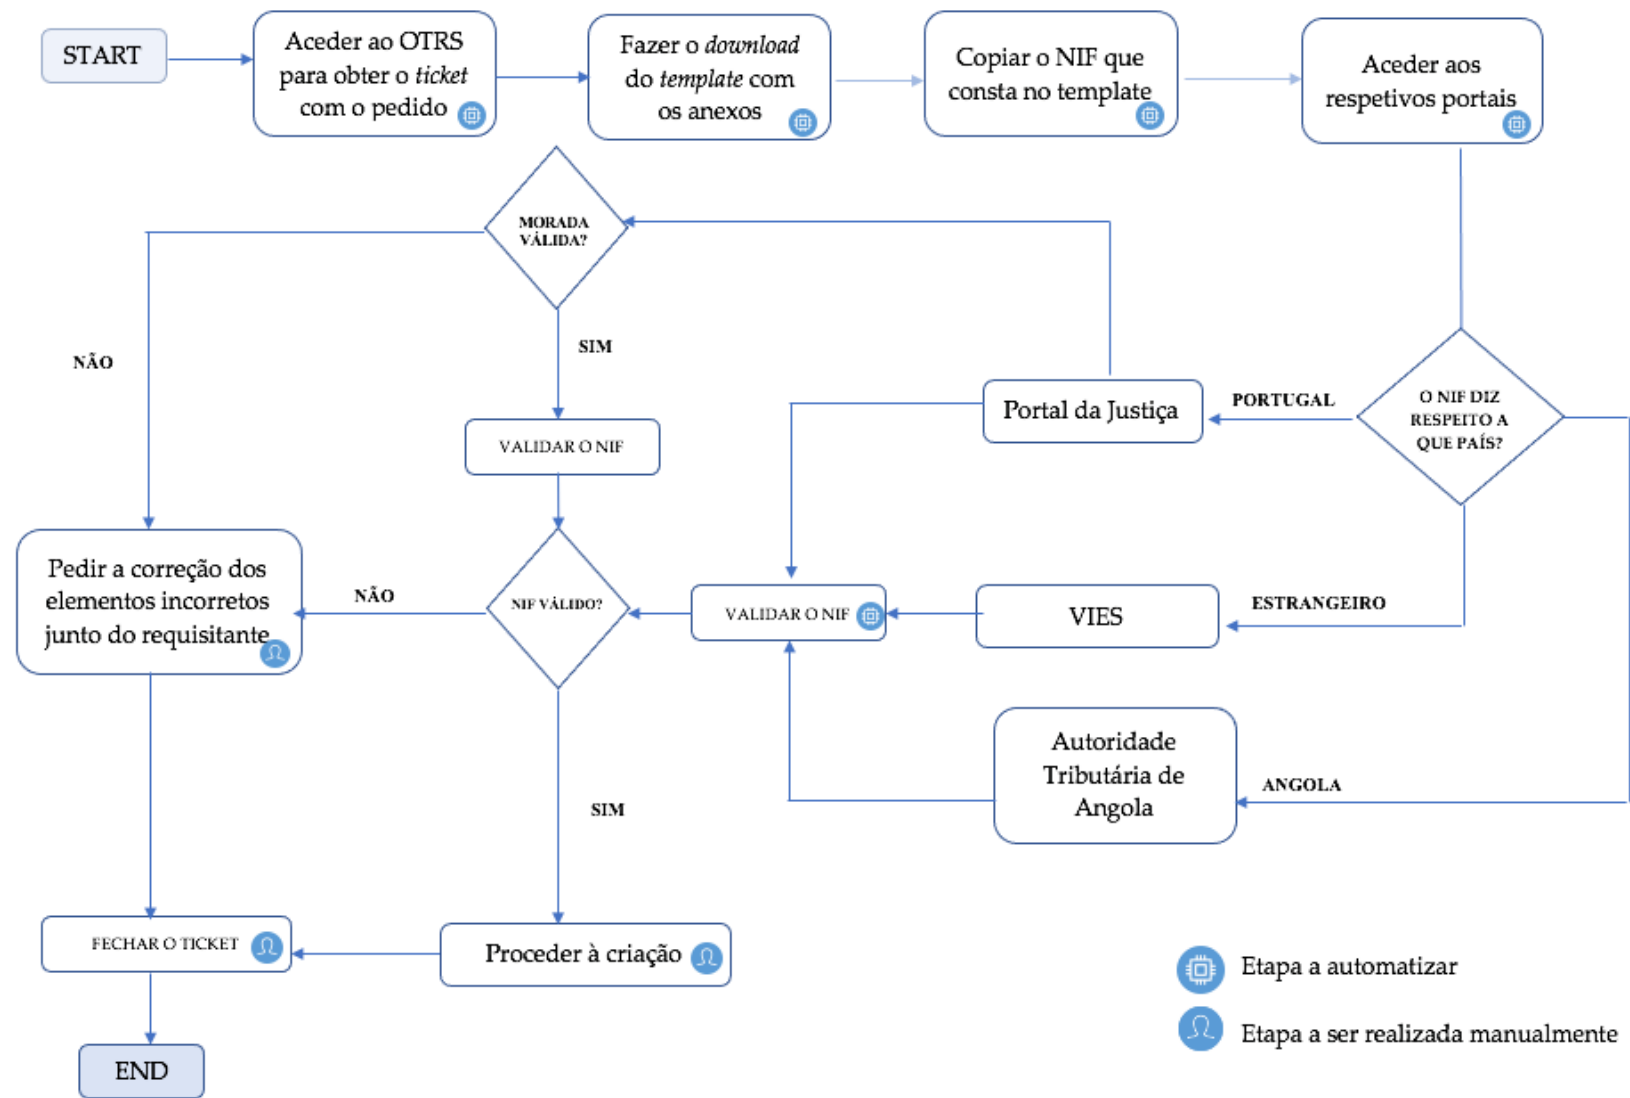 START
Aceder ao OTRS
para obter o ticket
com o pedido
Fazer o download
do template com
os anexos
Copiar o NIF que
consta no template
Aceder aos
respetivos portais
MORADA
VÁLIDA?
NÃO
SIM
VALIDAR O NIF
Portal da Justiça
PORTUGAL
O NIF DIZ
RESPEITO A
QUE PAÍS?
Pedir a correção dos
elementos incorretos
junto do requisitante
NÃO
NIF VÁLIDO?
VALIDAR O NIF
VIES
ESTRANGEIRO
Autoridade
Tributária de
Angola
ANGOLA
SIM
FECHAR O TICKET
Proceder à criação
Etapa a automatizar
Etapa a ser realizada manualmente
END